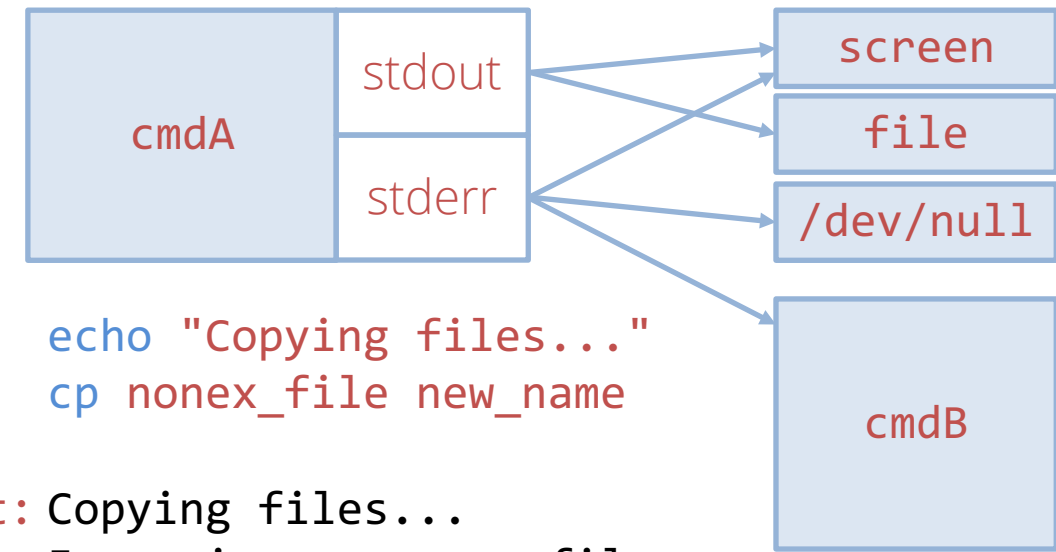 cmdA
stdout
stderr
screen
file
/dev/null
cmdB
echo "Copying files..."
cp nonex_file new_name
t: Copying files...